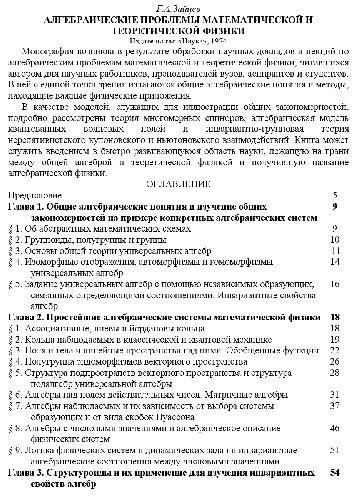 Г.А. Зайцев
АЛГЕБРАИЧЕСКИЕ ПРОБЛЕМЫ МАТЕМАТИЧЕСКОЙ И
ТЕОРЕТИЧЕСКОЙ ФИЗИКИ
Издательство «Наука», 1974
Монография возникла в результате обработки научных докладов и лекций по
алгебраическим проблемам математической и теоретической физики, читавшихся
автором для научных работников, преподавателей вузов, аспирантов и студентов.
В ней с единой точки зрения излагаются общие алгебраические понятия и методы,
находящие важные физические приложения.
В качестве моделей, служащих для иллюстрации общих закономерностей,
подробно рассмотрены теория многомерных спиноров, алгебраическая модель
квантованных волновых полей и инвариантно-групповая теория
нерелятивистского кулоновского и ньютоновского взаимодействий. Книга может
служить введением в быстро развивающуюся область науки, лежащую на грани
между общей алгеброй и теоретической физикой и получившую название
алгебраической физики.
ОГЛАВЛЕНИЕ
Предисловие 5
Глава 1. Общие алгебраические понятия и изучение общих 9
закономерностей на примере конкретных алгебраических систем
§ 1. Об абстрактных математических схемах 9
§ 2. Группоиды, полугруппы и группы 10
§ 3. Основы общей теории универсальных алгебр 11
§ 4. Изоморфные отображения, автоморфизмы и гомоморфизмы 14
универсальных алгебр
§ 5. Задание универсальных алгебр с помощью независимых образующих, 16
связанных определяющими соотношениями. Инвариантные свойства
алгебр
Глава 2. Простейшие алгебраические системы математической физики 18
§ 1. Ассоциативные, лиевы и йордановы кольца 18
§ 2. Кольца наблюдаемых в классической и квантовой механике 19
§ 3. Поля и тела и линейные пространства над ними. Обобщенные функции 22
§ 4. Полугруппа эндоморфизмов векторного пространства 26
§ 5. Структура подпространств векторного пространства и структура 28
подалгебр универсальной алгебры
§ 6. Алгебры над полем действительных чисел. Матричные алгебры 31
§ 7. Алгебры наблюдаемых и их зависимость от выбора системы 37
образующих и от вида скобок Пуассона
§ 8. Алгебры с числовыми значениями и алгебраическое описание 46
физических систем
§ 9. Логика физических систем и динамических задач и инвариантные 51
алгебраические соотношения между числовыми значениями
Глава 3. Структуроиды и их применение для изучения инвариантных 54
свойств алгебр